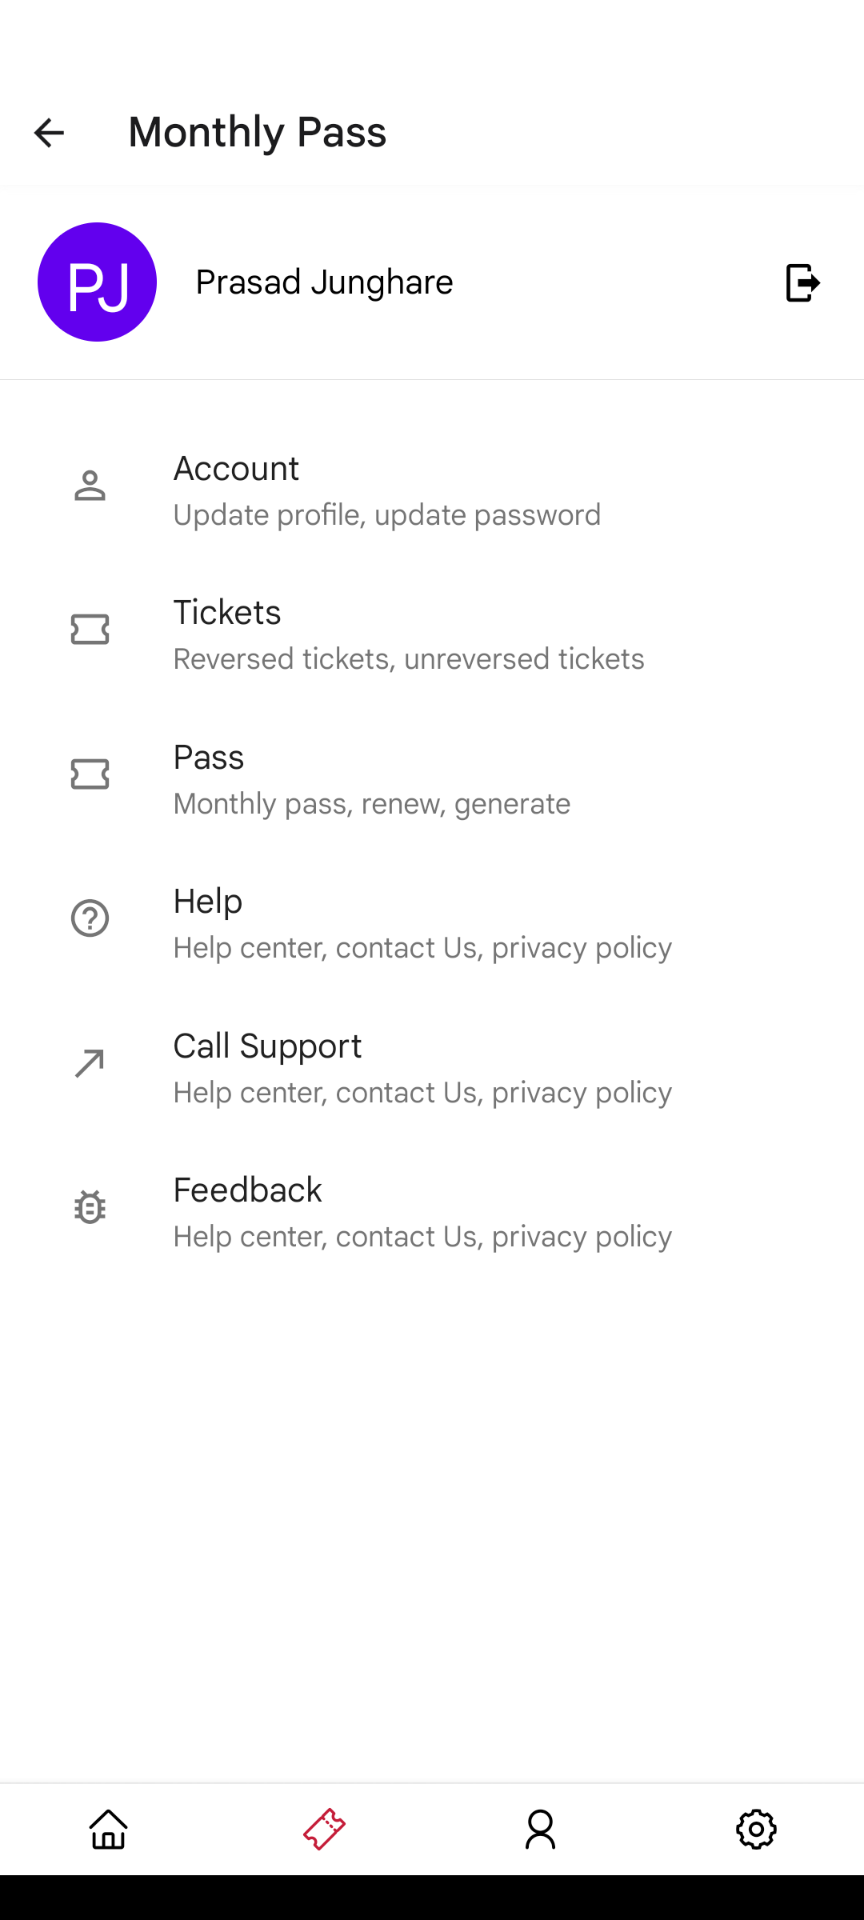 Monthly Pass
PJ
Prasad Junghare
Account
Update profile, update password
Tickets
Reversed tickets, unreversed tickets
Pass
Monthly pass, renew, generate
Help
Help center, contact Us, privacy policy
Call Support
Help center, contact Us, privacy policy
Feedback
Help center, contact Us, privacy policy